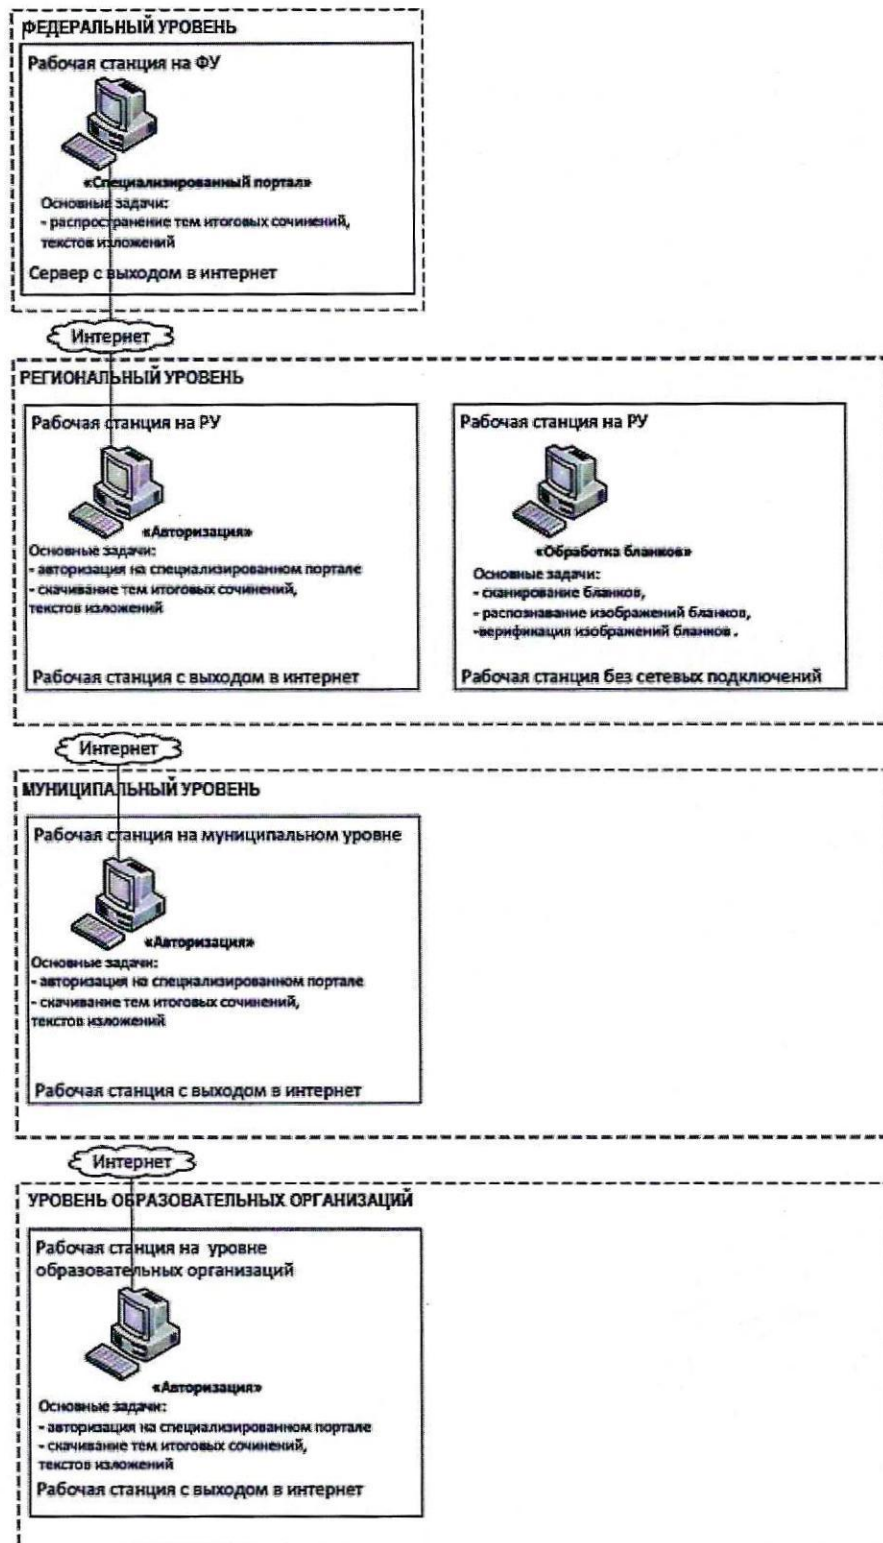 ФЕДЕРАЛЬНЫЙ УРОВЕНЬ
Рабочая станция на ФУ
«Специализированный портал»
Основные задачи:
- распространение тем итоговых сочинений,
текстов изложений
Сервер с выходом в интернет
Интернет
РЕГИОНАЛЬНЫЙ УРОВЕНЬ
Рабочая станция на РУ
«Авторизация»
Основные задачи:
- авторизация на специализированном портале
- скачивание тем итоговых сочинений,
текстов изложений
Рабочая станция с выходом в интернет
Рабочая станция на РУ
«Обработка бланков»
Основные задачи:
- сканирование бланков,
- распознавание изображений бланков,
-верификация изображений бланков .
Рабочая станция без сетевых подключений
Интернет
МУНИЦИПАЛЬНЫЙ УРОВЕНЬ
Рабочая станция на муниципальном уровне
«Авторизация»
Основные задачи:
- авторизация на специализированном портале
- скачивание тем итоговых сочинений,
текстов изложений
Рабочая станция с выходом в интернет
Интернет
УРОВЕНЬ ОБРАЗОВАТЕЛЬНЫХ ОРГАНИЗАЦИЙ
Рабочая станция на уровне
образовательных организаций
«Авторизация»
Основные задачи:
- авторизация на специализированном портале
- скачивание тем итоговых сочинений,
текстов изложений
Рабочая станция с выходом в интернет